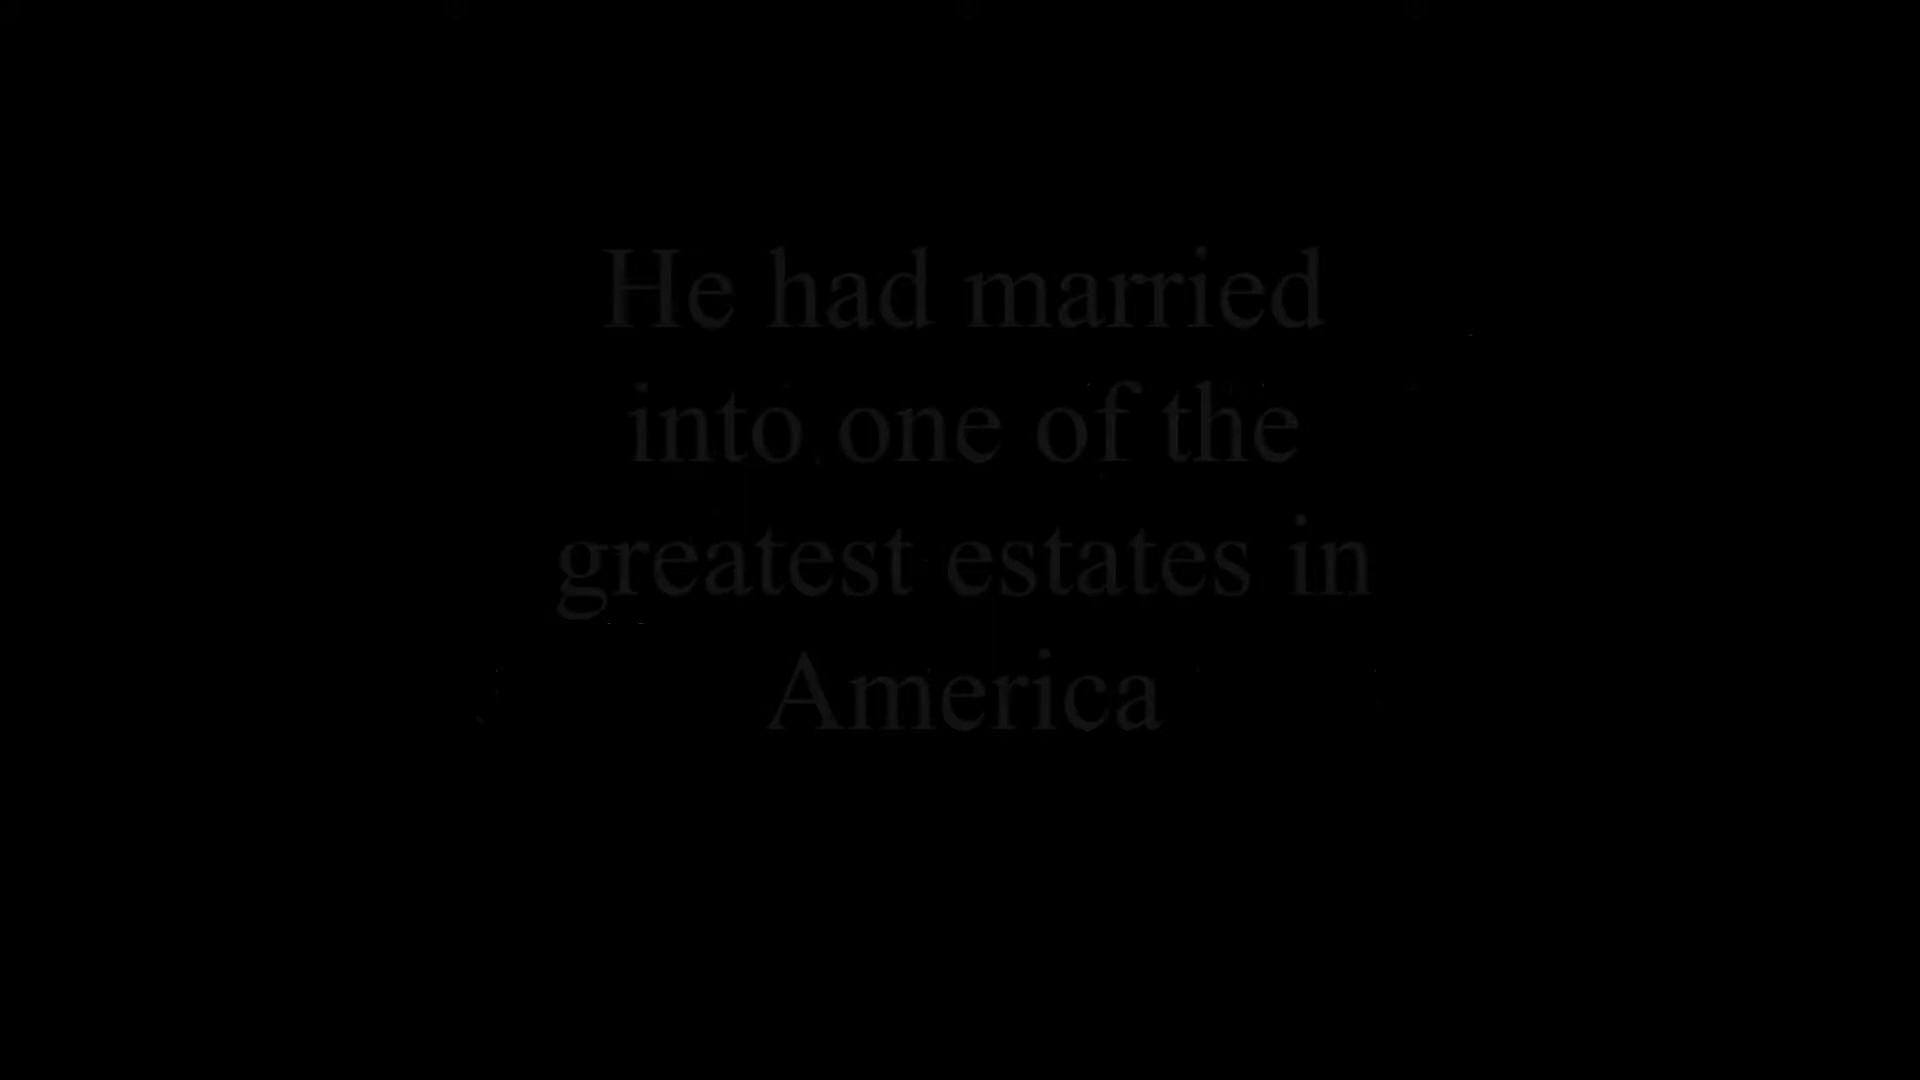 He had married
into one of the
greatest estates in
America